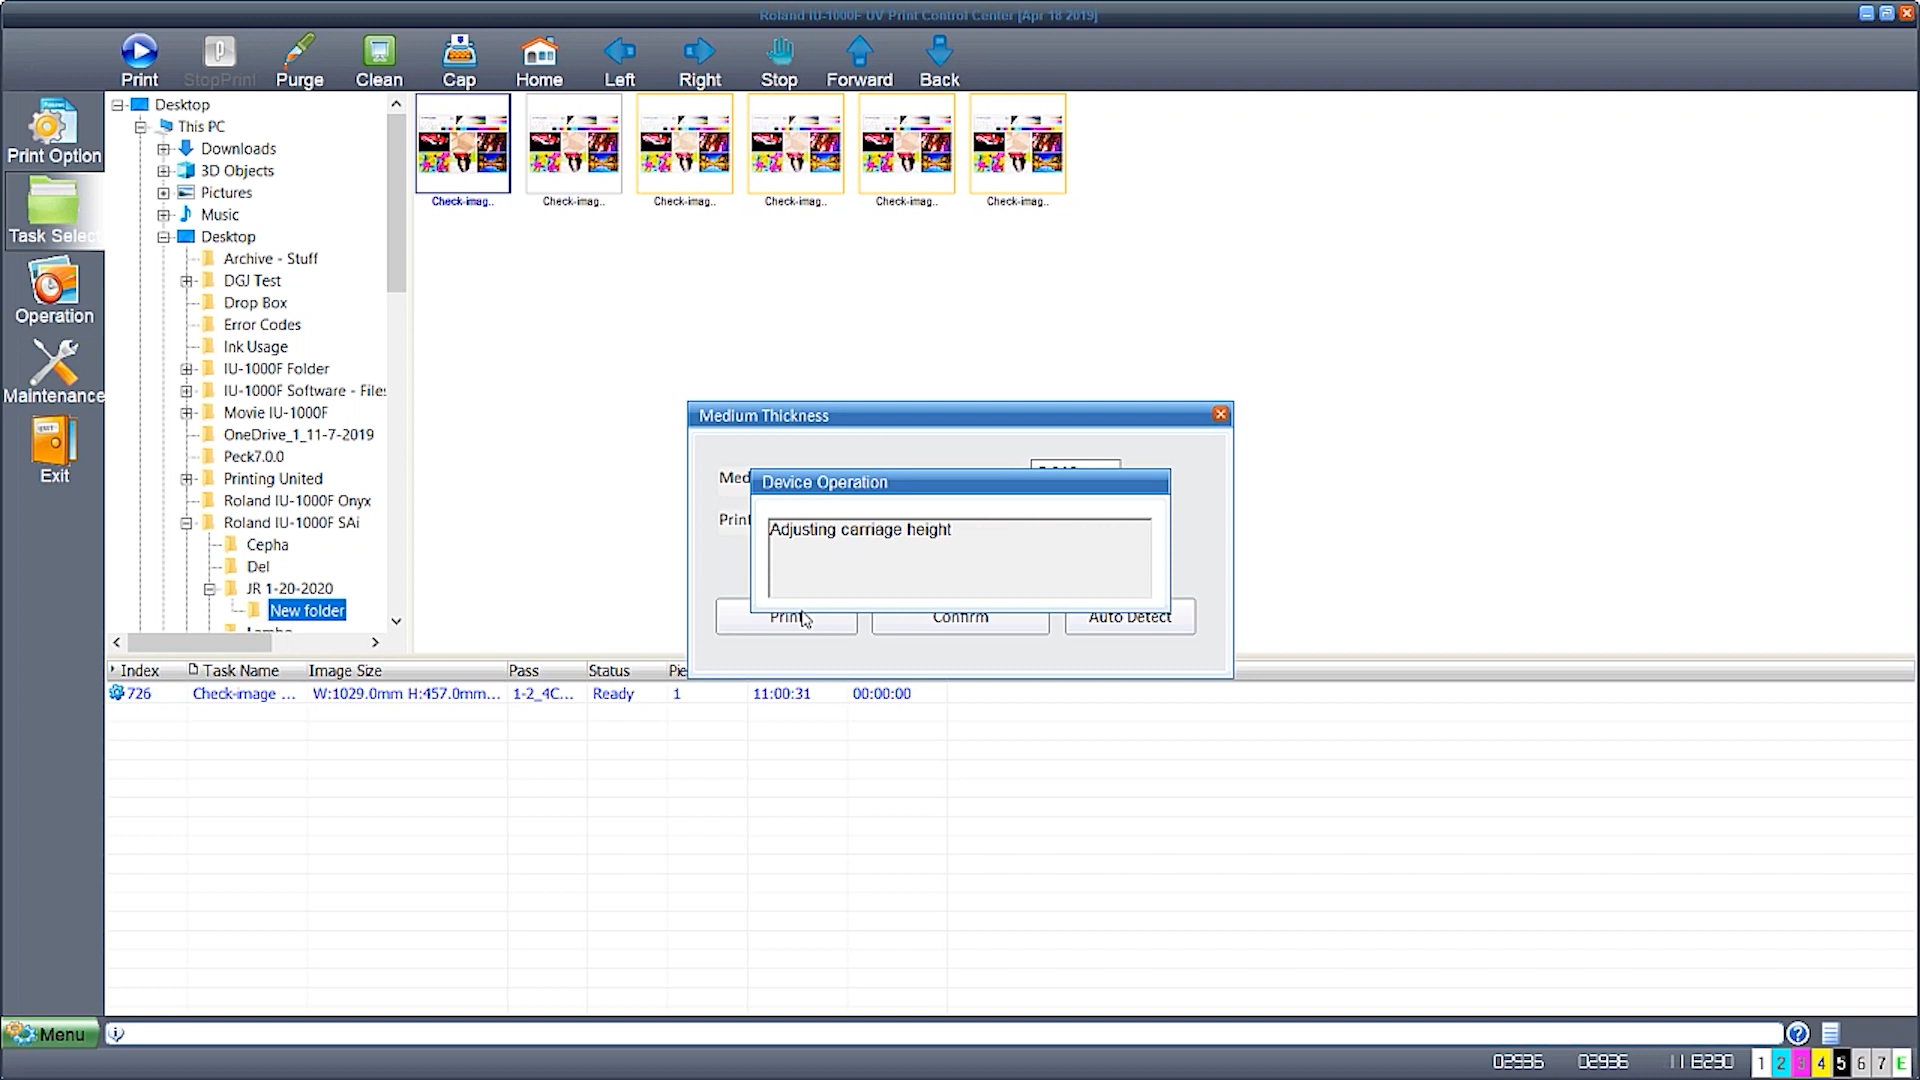 Roland IU-1000F UV Print Control Center [Apr 18 2019]
Print
StopPrint
Purge
Clean
Cap
Home
Left
Right
Stop
Forward
Back
Print Option
Task Select
Operation
Maintenance
Exit
Desktop
This PC
Downloads
3D Objects
Pictures
Music
Desktop
Archive - Stuff
DGJ Test
Drop Box
Error Codes
Ink Usage
IU-1000F Folder
IU-1000F Software - Files
Movie IU-1000F
OneDrive_1_11-7-2019
Peck7.0.0
Printing United
Roland IU-1000F Onyx
Roland IU-1000F SAi
Cepha
Del
JR 1-20-2020
New folder
Check-imag..
Check-imag..
Check-imag..
Check-imag..
Check-imag..
Check-imag..
Medium Thickness
Med
Print
Device Operation
Adjusting carriage height
Print
Confirm
Auto Detect
Index Task Name Image Size Pass Status Pie
726 Check-image ... W:1029.0mm H:457.0mm... 1-2_4C... Ready 1 11:00:31 00:00:00
Menu
02936 02936 118290 1 2 3 4 5 6 7 E